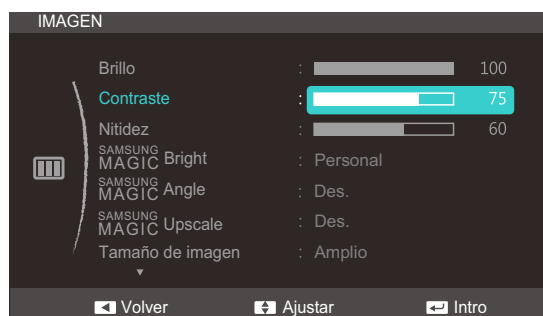 IMAGEN
Brillo : 100
Contraste : 75
Nitidez : 60
SAMSUNG MAGIC Bright : Personal
SAMSUNG MAGIC Angle : Des.
SAMSUNG MAGIC Upscale : Des.
Tamaño de imagen : Amplio
Volver Ajustar Intro